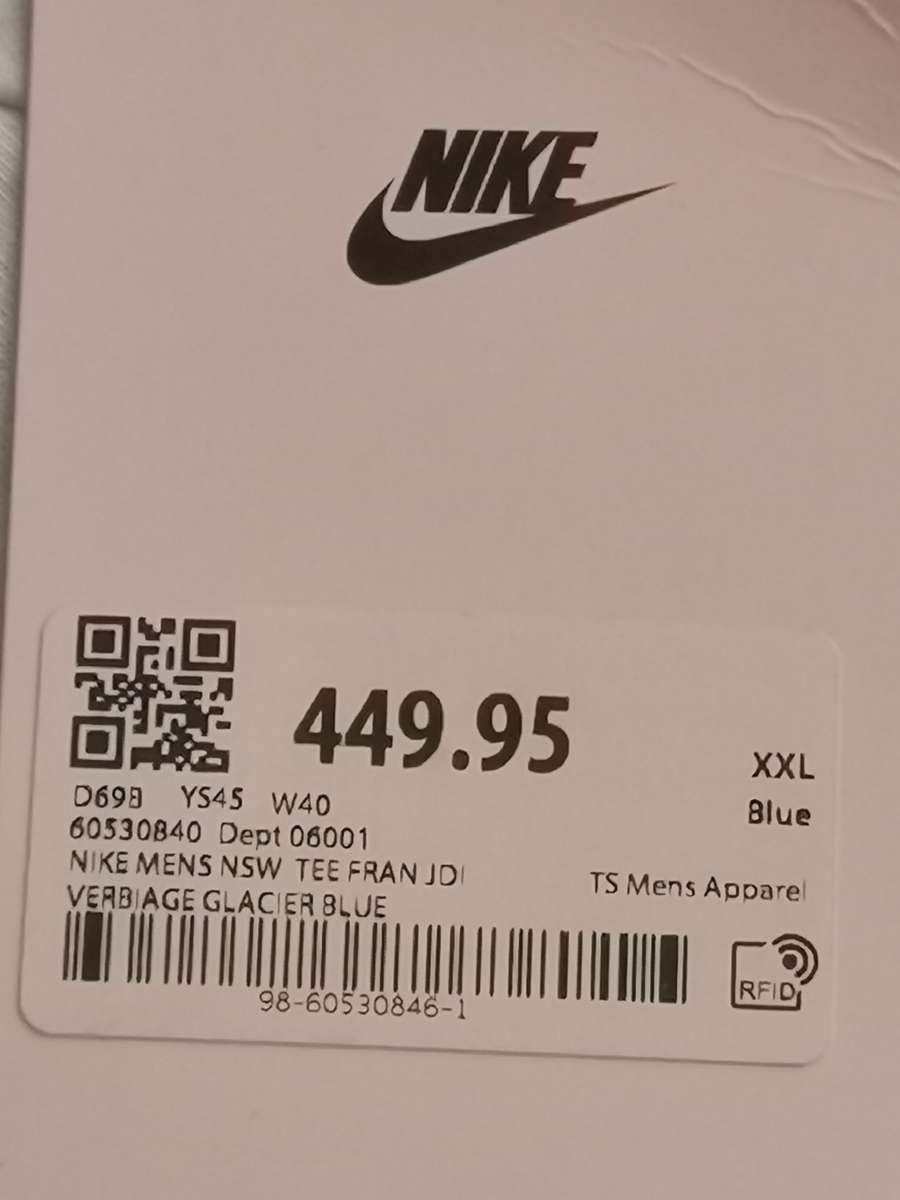 NIKE
449.95
XXL
Blue
D69B YS45 W40
60530840 Dept 06001
NIKE MENS NSW TEE FRAN JDI
VERBIAGE GLACIER BLUE
TS Mens Apparel
98-60530846-1
RFID